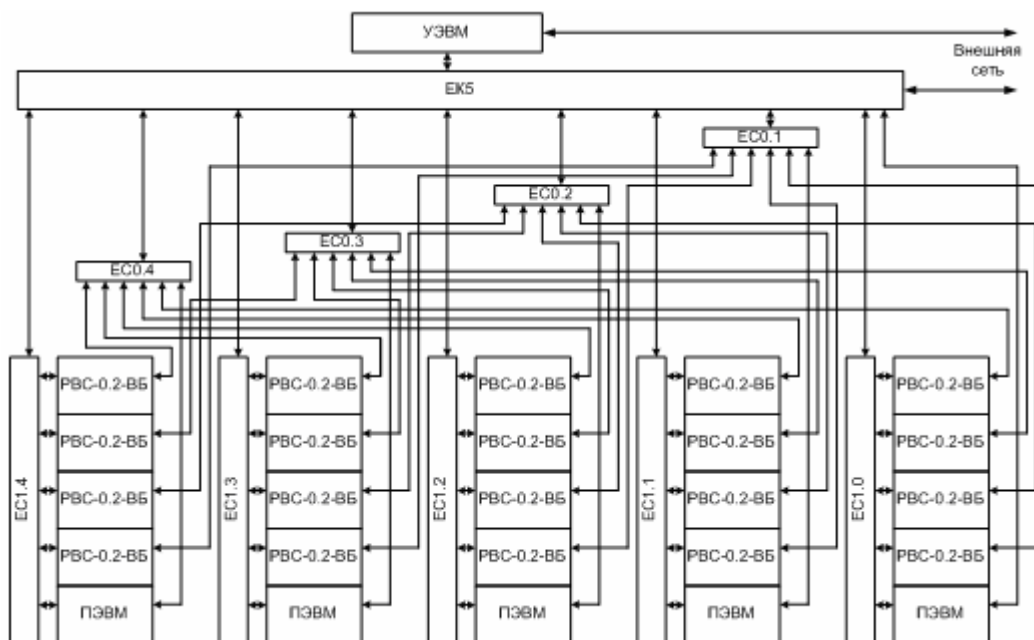 УЭВМ
Внешняя
сеть
ЕК5
ЕС0.1
ЕС0.2
ЕС0.3
ЕС0.4
ЕС1.4
РВС-0.2-ВБ
РВС-0.2-ВБ
РВС-0.2-ВБ
РВС-0.2-ВБ
ПЭВМ
ЕС1.3
РВС-0.2-ВБ
РВС-0.2-ВБ
РВС-0.2-ВБ
РВС-0.2-ВБ
ПЭВМ
ЕС1.2
РВС-0.2-ВБ
РВС-0.2-ВБ
РВС-0.2-ВБ
РВС-0.2-ВБ
ПЭВМ
ЕС1.1
РВС-0.2-ВБ
РВС-0.2-ВБ
РВС-0.2-ВБ
РВС-0.2-ВБ
ПЭВМ
ЕС1.0
РВС-0.2-ВБ
РВС-0.2-ВБ
РВС-0.2-ВБ
РВС-0.2-ВБ
ПЭВМ